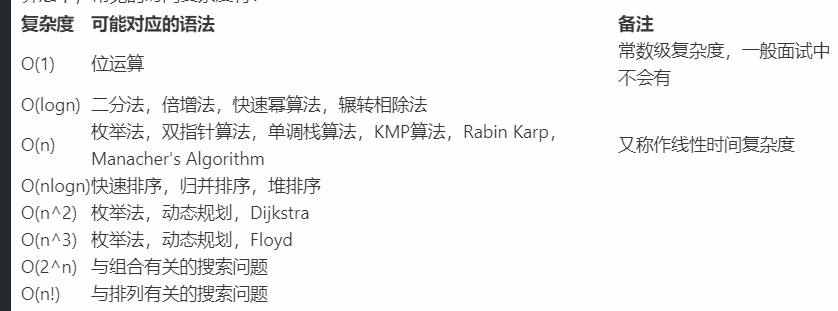 复杂度 可能对应的语法 备注
O(1) 位运算 常数级复杂度，一般面试中
不会有
O(logn) 二分法，倍增法，快速幂算法，辗转相除法
O(n) 枚举法，双指针算法，单调栈算法，KMP算法，Rabin Karp，
Manacher's Algorithm 又称作线性时间复杂度
O(nlogn)快速排序，归并排序，堆排序
O(n^2) 枚举法，动态规划，Dijkstra
O(n^3) 枚举法，动态规划，Floyd
O(2^n) 与组合有关的搜索问题
O(n!) 与排列有关的搜索问题